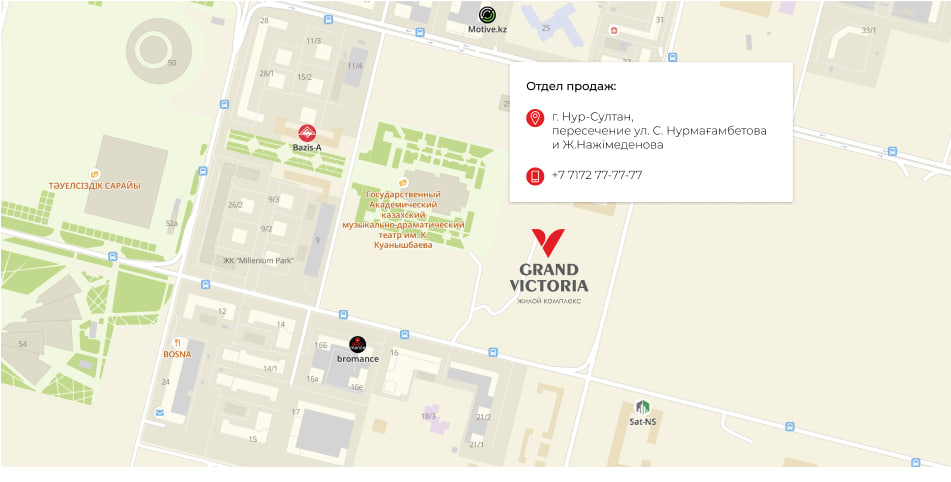 Motive.kz
28
31
11/3
33/1
50
11/4
28/1
15/2
Отдел продаж:
г. Нур-Султан,
пересечение ул. С. Нурмағамбетова
и Ж.Нажімеденова
+7 7172 77-77-77
Bazis-A
ТӘУЕЛСІЗДІК САРАЙЫ
Государственный
Академический
казахский
музыкально-драматический
театр им. К.
Куанышбаева
52а
26/2
9/3
9/2
9
ЖК "Millenium Park"
GRAND
VICTORIA
жилой комплекс
12
14
54
BOSNA
16Б
bromance
16
14/1
24
16а
16е
17
18/3
21/2
Sat-NS
15
21/1